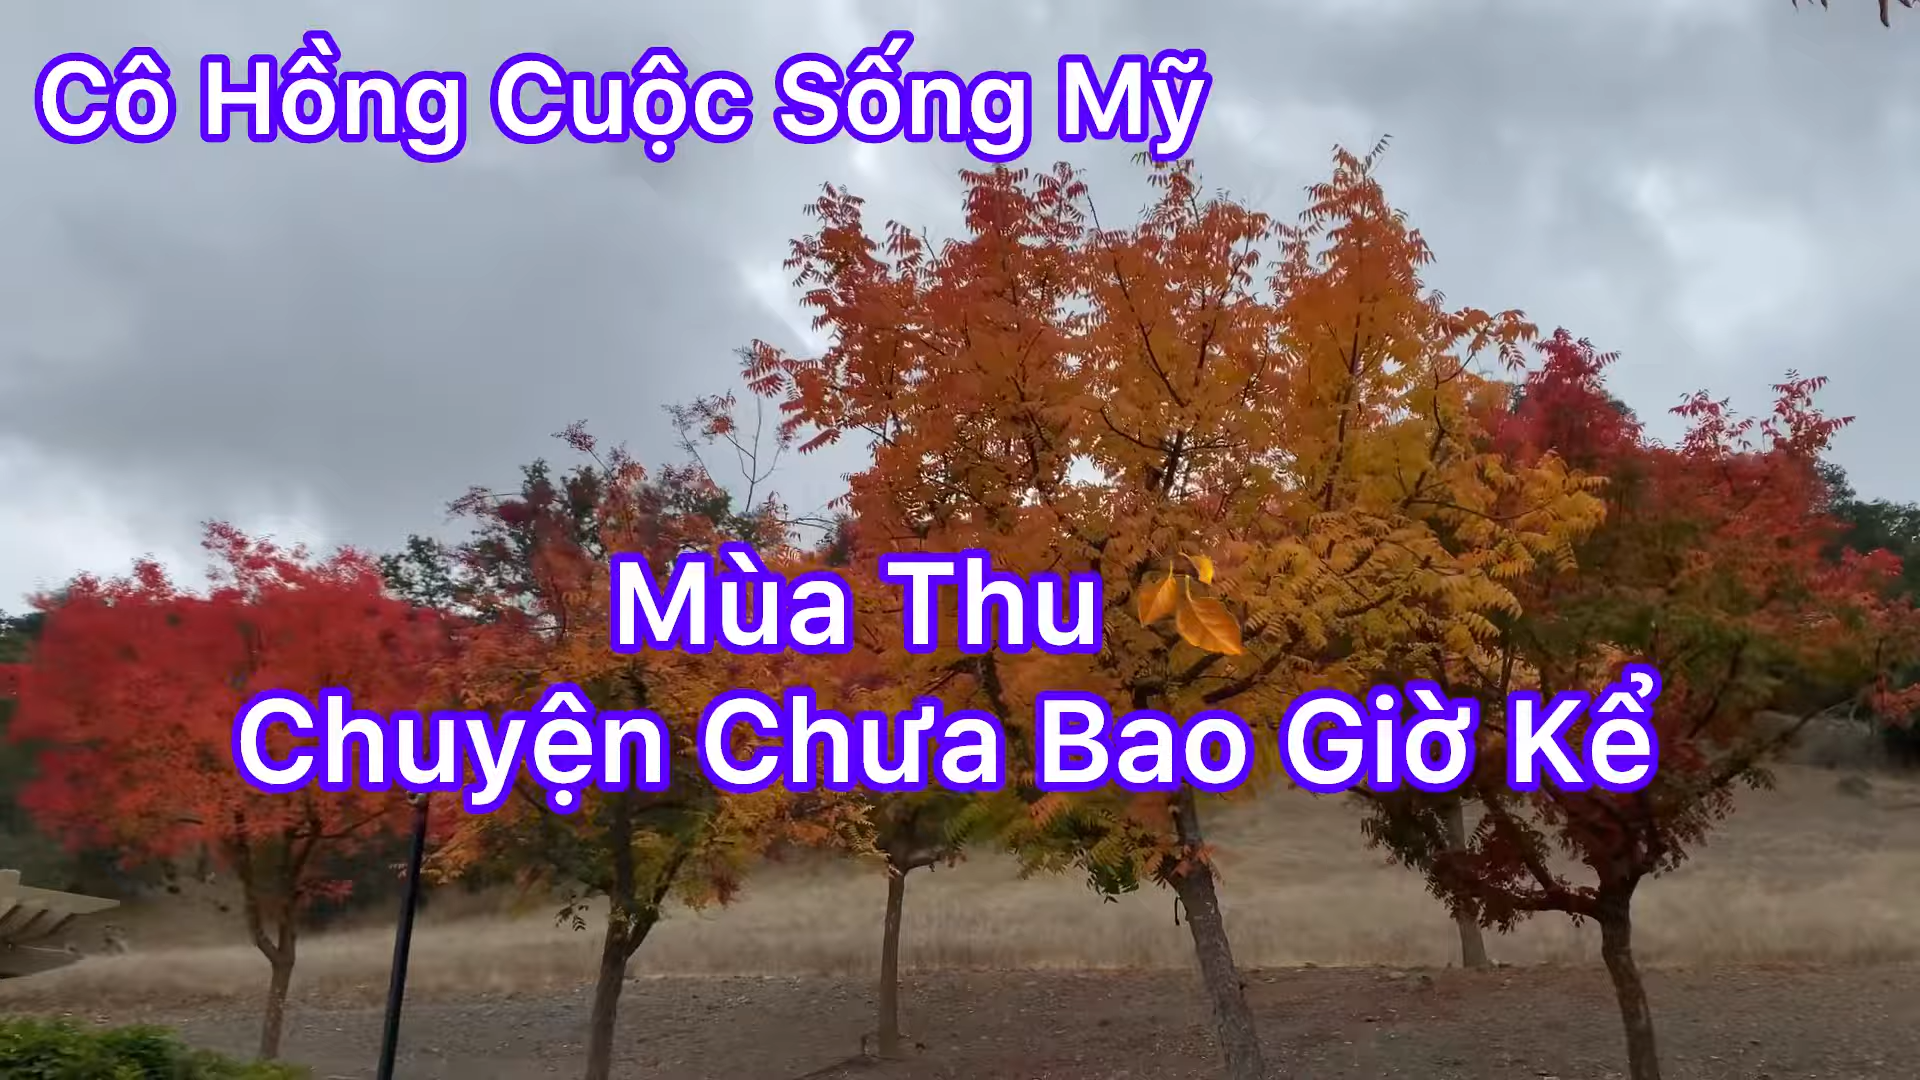 Cô Hồng Cuộc Sống Mỹ
Mùa Thu 🍂
Chuyện Chưa Bao Giờ Kể